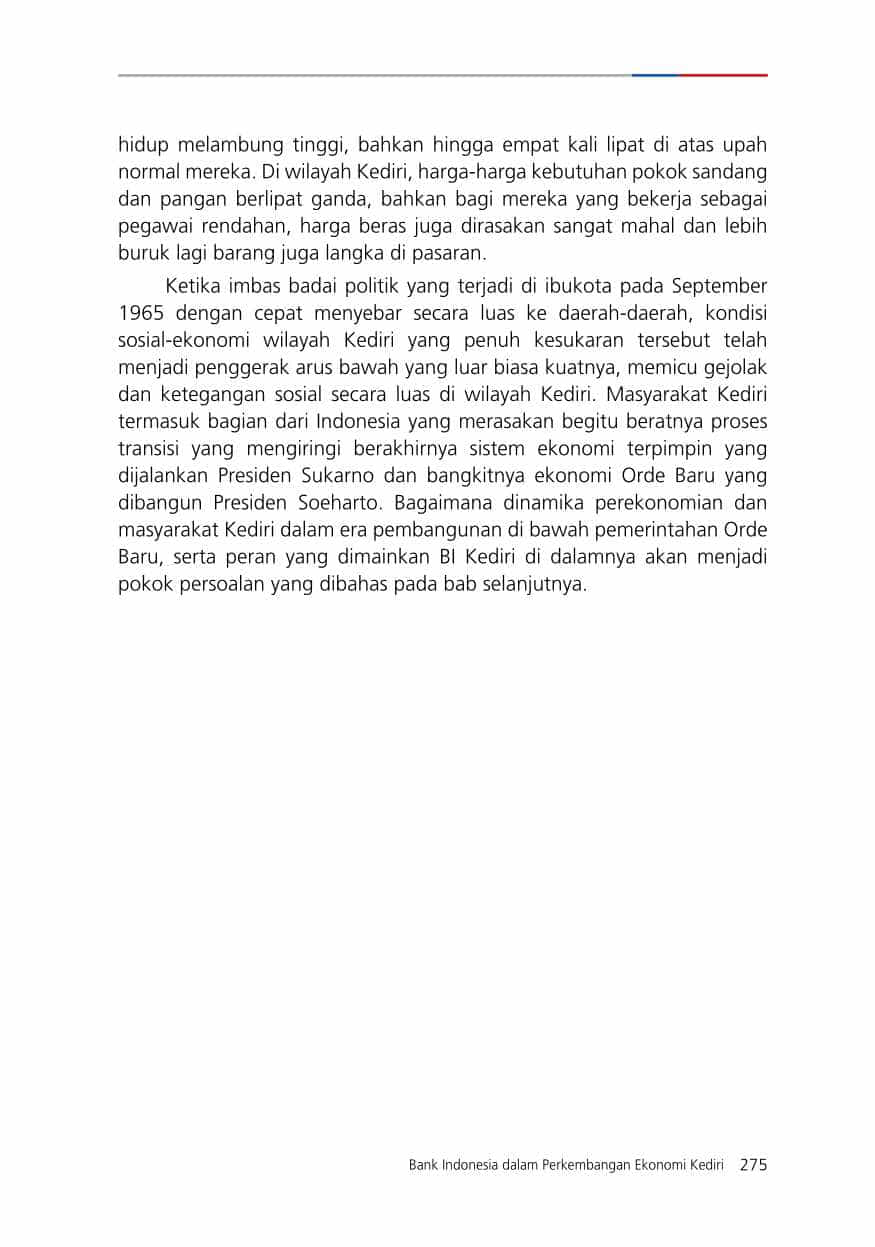 hidup melambung tinggi, bahkan hingga empat kali lipat di atas upah
normal mereka. Di wilayah Kediri, harga-harga kebutuhan pokok sandang
dan pangan berlipat ganda, bahkan bagi mereka yang bekerja sebagai
pegawai rendahan, harga beras juga dirasakan sangat mahal dan lebih
buruk lagi barang juga langka di pasaran.
Ketika imbas badai politik yang terjadi di ibukota pada September
1965 dengan cepat menyebar secara luas ke daerah-daerah, kondisi
sosial-ekonomi wilayah Kediri yang penuh kesukaran tersebut telah
menjadi penggerak arus bawah yang luar biasa kuatnya, memicu gejolak
dan ketegangan sosial secara luas di wilayah Kediri. Masyarakat Kediri
termasuk bagian dari Indonesia yang merasakan begitu beratnya proses
transisi yang mengiringi berakhirnya sistem ekonomi terpimpin yang
dijalankan Presiden Sukarno dan bangkitnya ekonomi Orde Baru yang
dibangun Presiden Soeharto. Bagaimana dinamika perekonomian dan
masyarakat Kediri dalam era pembangunan di bawah pemerintahan Orde
Baru, serta peran yang dimainkan BI Kediri di dalamnya akan menjadi
pokok persoalan yang dibahas pada bab selanjutnya.
Bank Indonesia dalam Perkembangan Ekonomi Kediri 275